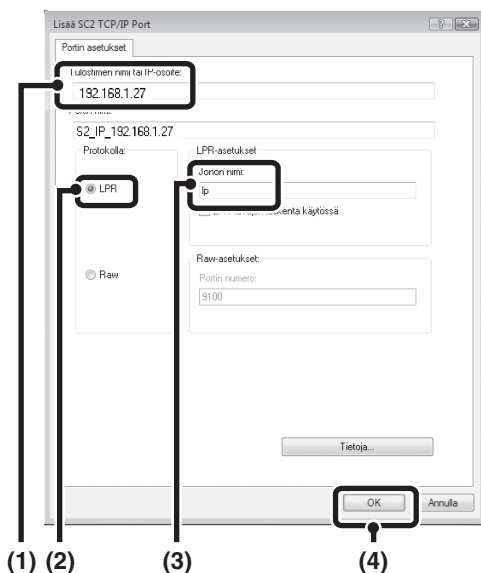 Lisää SC2 TCP/IP Port
Portin asetukset
Tulostimen nimi tai IP-osoite:
192.168.1.27
S2_IP_192.168.1.27
Protokolla:
LPR-asetukset
Jonon nimi:
LPR
lp
käytössä
Raw-asetukset:
Raw
Portin numero:
9100
Tietoja...
OK
Annulla
(1) (2) (3) (4)